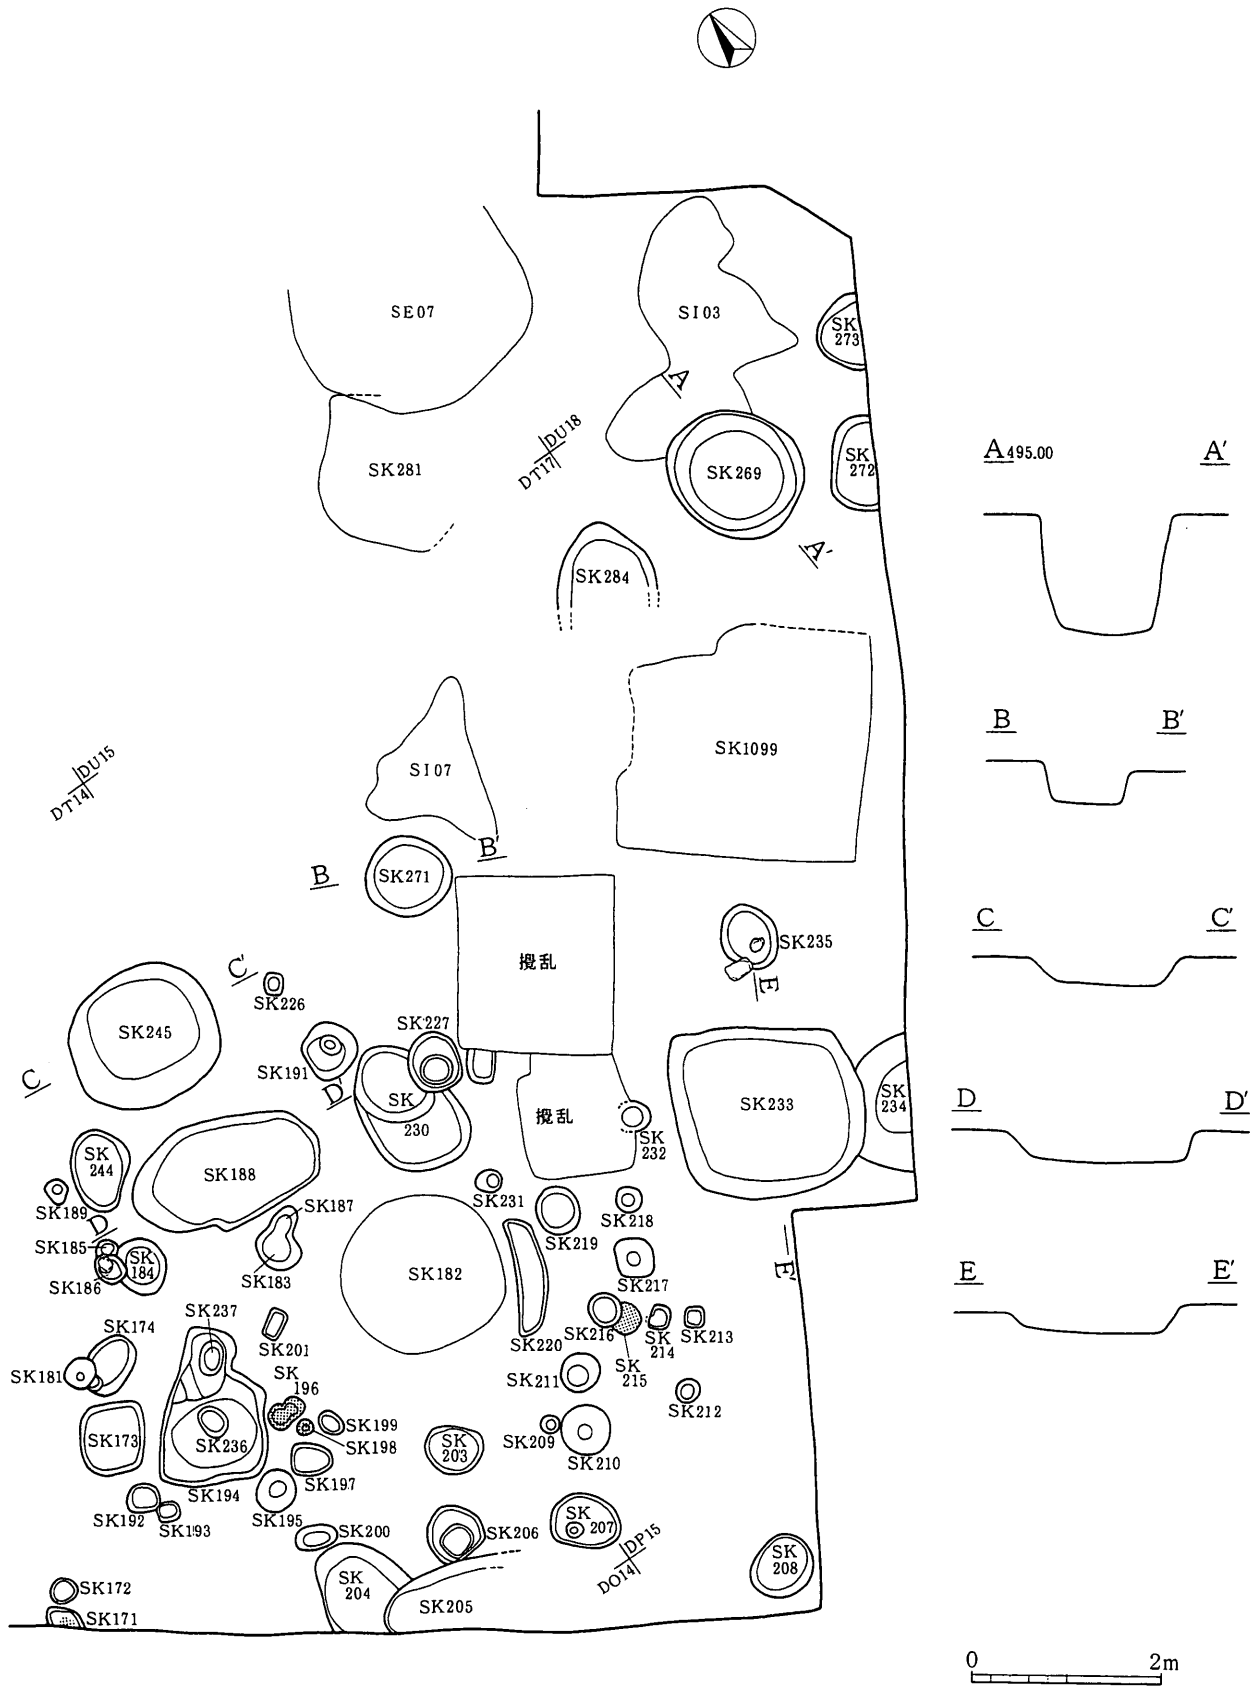 SE07
SI03
SK
273
A
DU18
DT17
SK281
SK269
SK
272
A 495.00
A′
A′
SK284
B
B′
SK1099
SI07
DU15
DT14
B′
B
SK271
C
C′
攪乱
SK235
E
C′
SK226
SK245
SK227
SK191
C
D
SK
230
攪乱
SK
232
SK233
SK
234
D
D′
SK
244
SK188
SK189
D′
SK187
SK231
SK219
SK218
SK185
SK
184
SK186
SK183
SK182
SK217
E′
E
E′
SK237
SK174
SK201
SK220
SK216
SK
215
SK
214
SK213
SK181
SK
196
SK211
SK212
SK173
SK236
SK199
SK198
SK
203
SK209
SK210
SK194
SK197
SK192
SK193
SK195
SK200
SK206
SK
207
DP15
DO14
SK
208
SK172
SK171
SK
204
SK205
0
2m